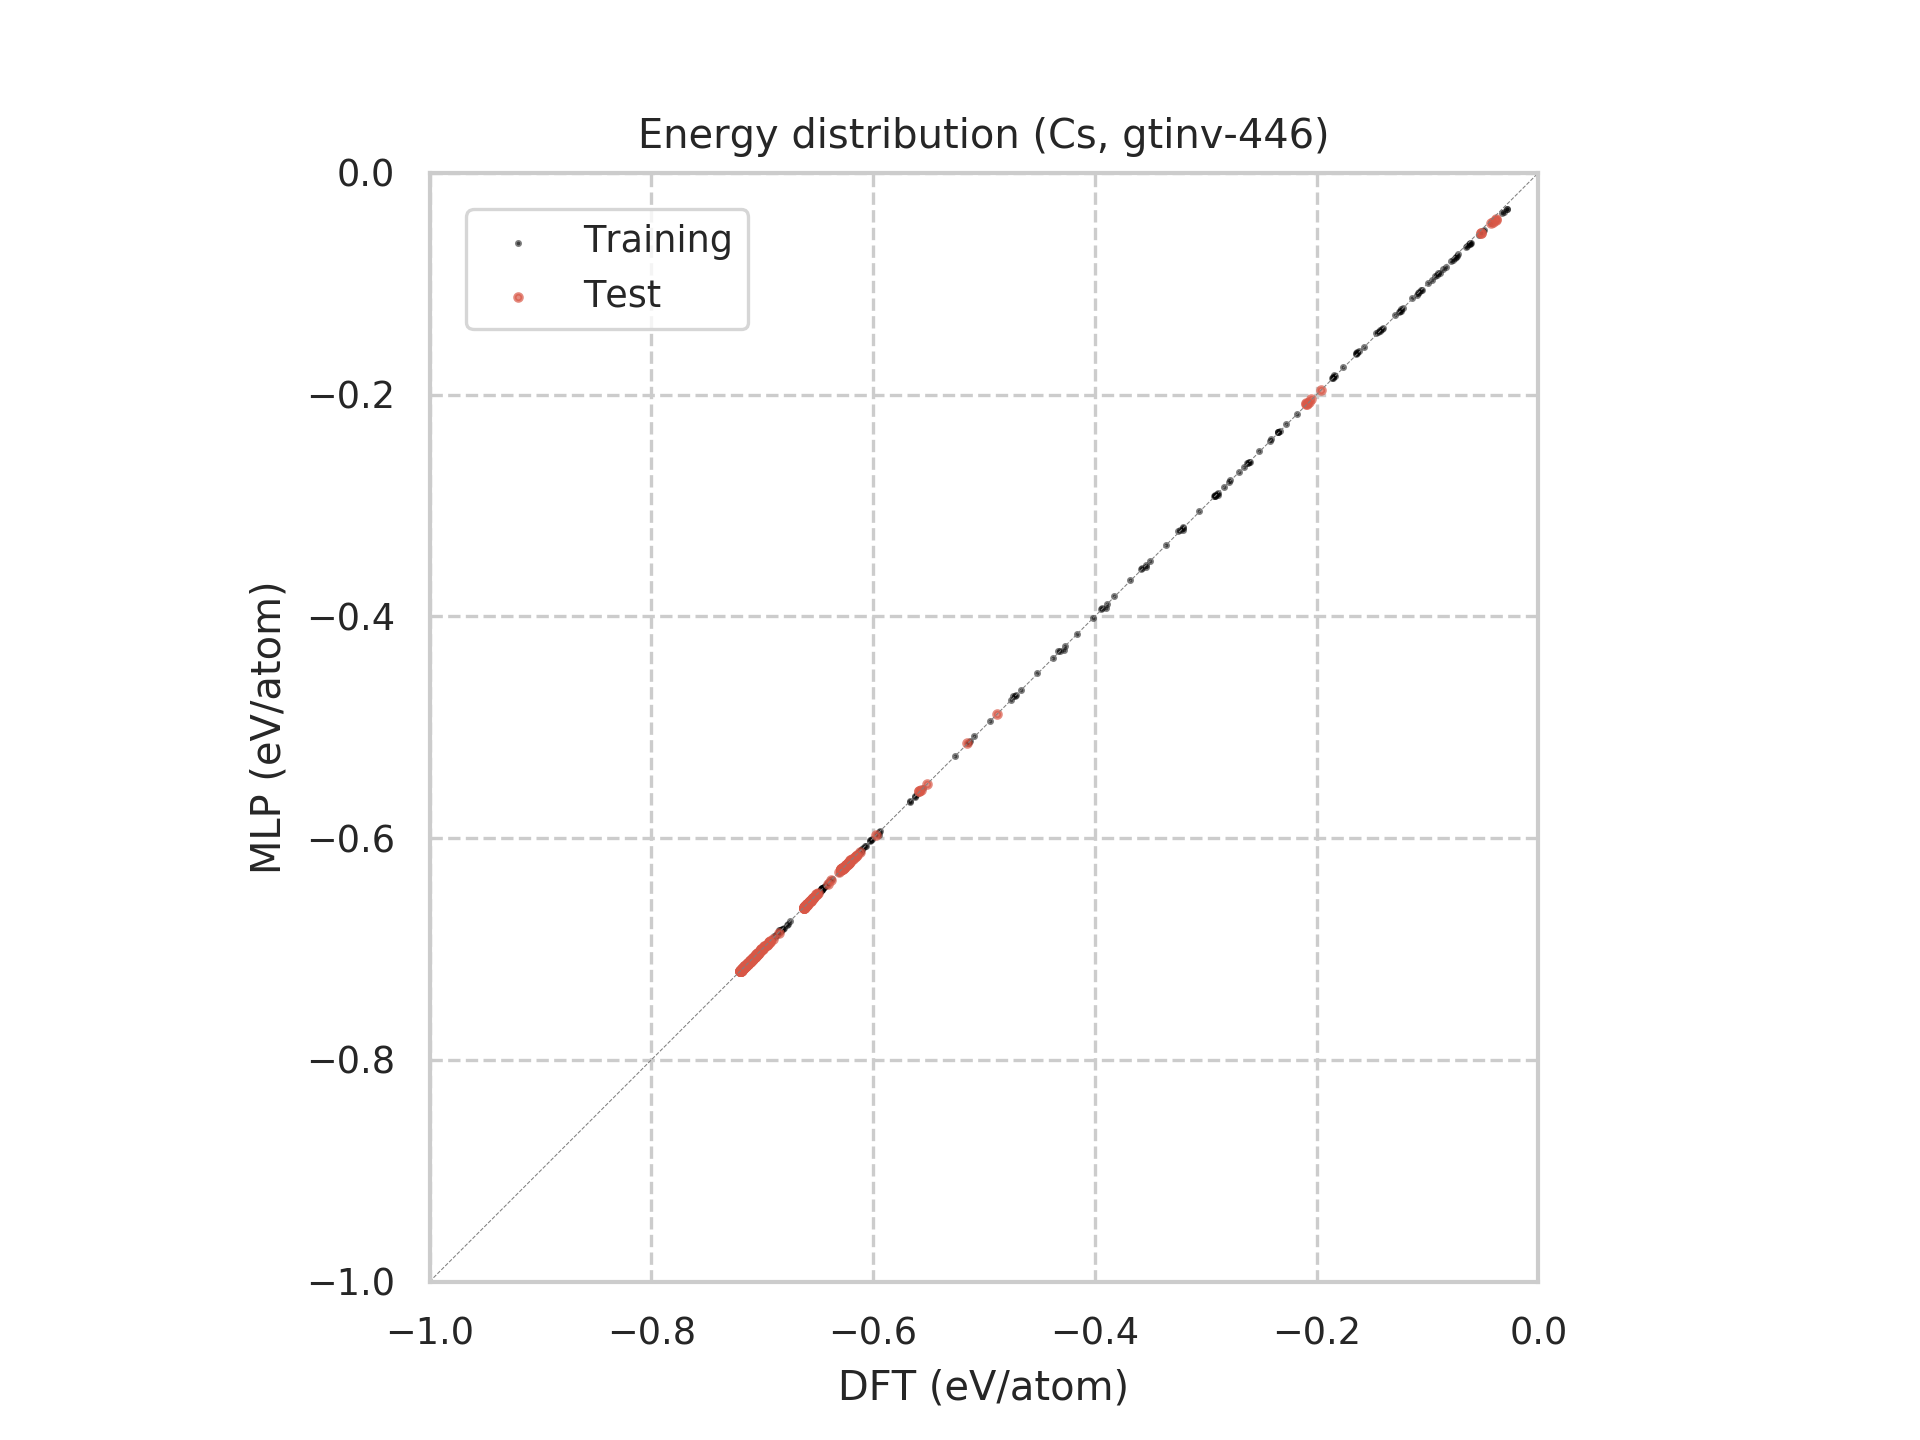 Energy distribution (Cs, gtinv-446)
Training
Test
0.0
−0.2
−0.4
−0.6
−0.8
−1.0
MLP (eV/atom)
−1.0 −0.8 −0.6 −0.4 −0.2 0.0
DFT (eV/atom)